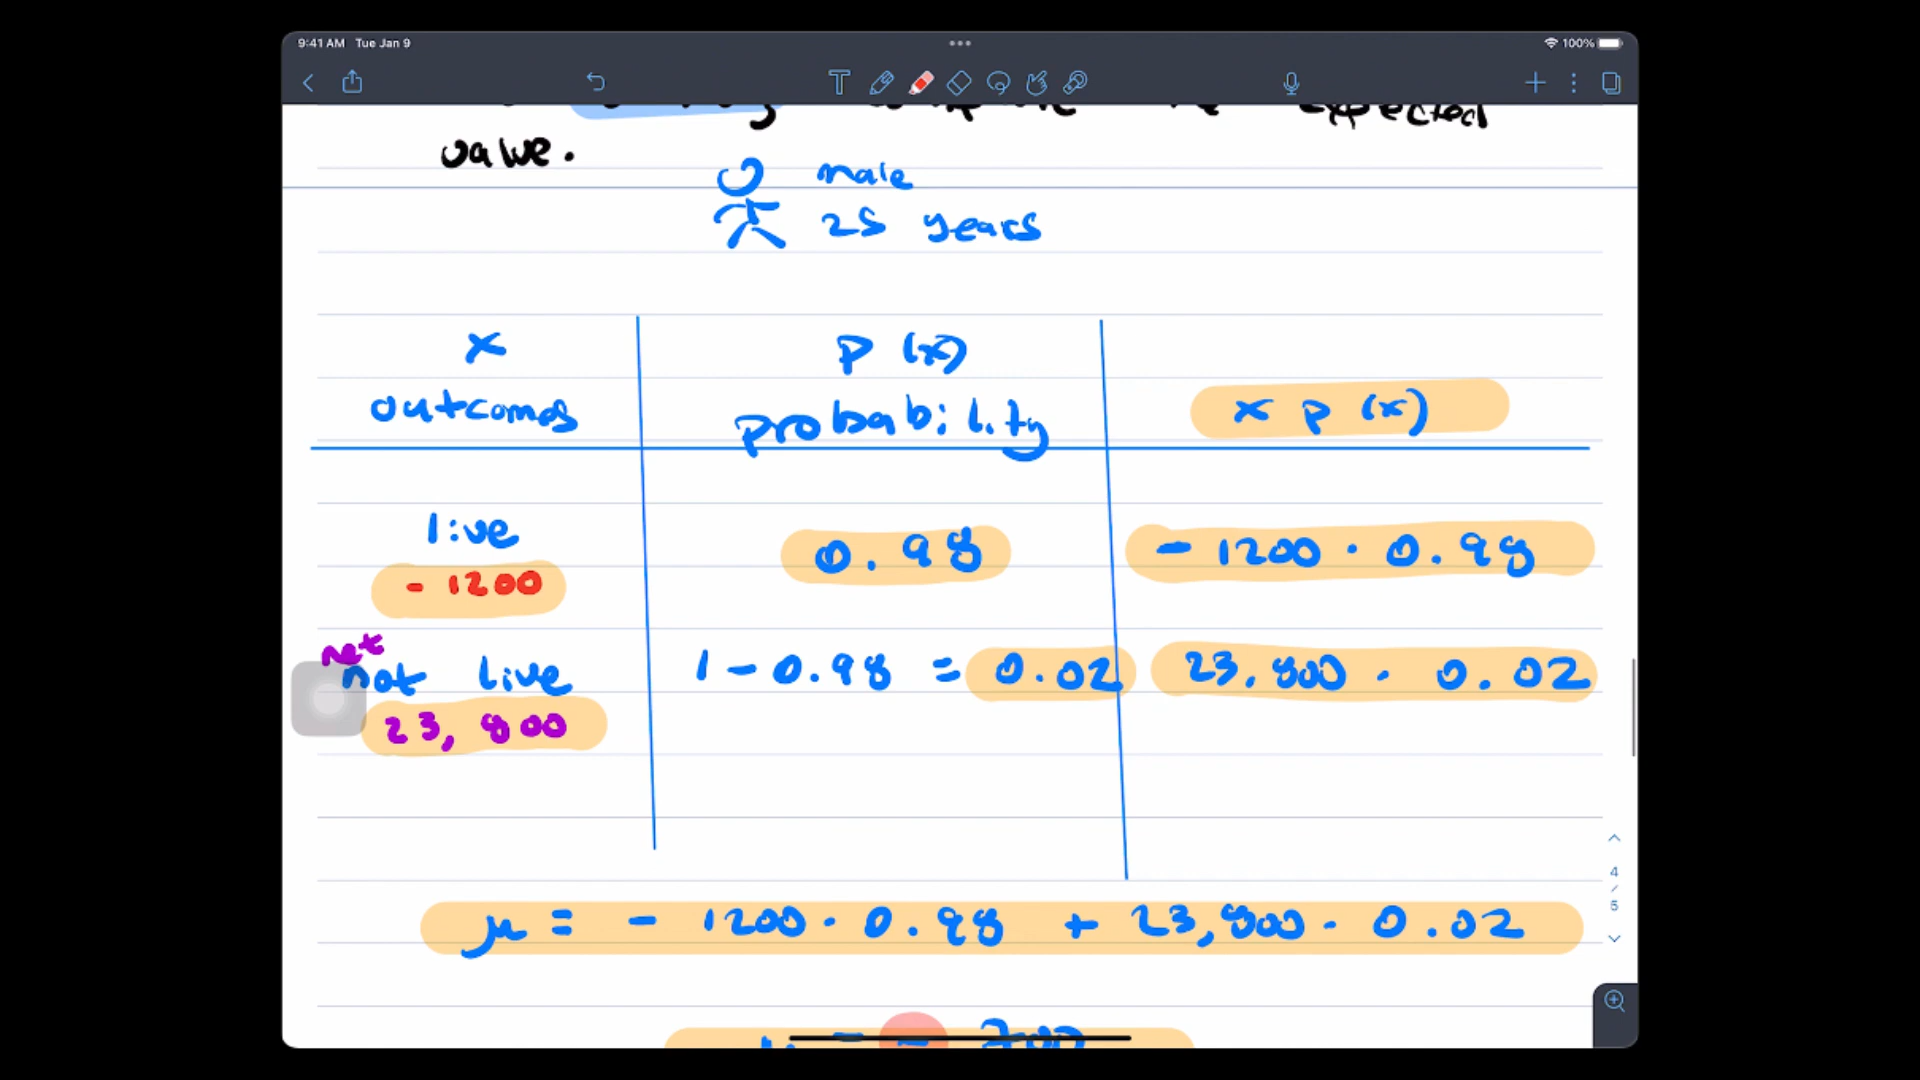 9:41 AM Tue Jan 9
100%
expected
value.
male
25 years
x p (x)
outcomes probability x p (x)
live 0.98 - 1200 · 0.98
- 1200
net
not live 1 - 0.98 = 0.02 23,800 · 0.02
23,800
4
/
5
μ = - 1200 · 0.98 + 23,800 · 0.02